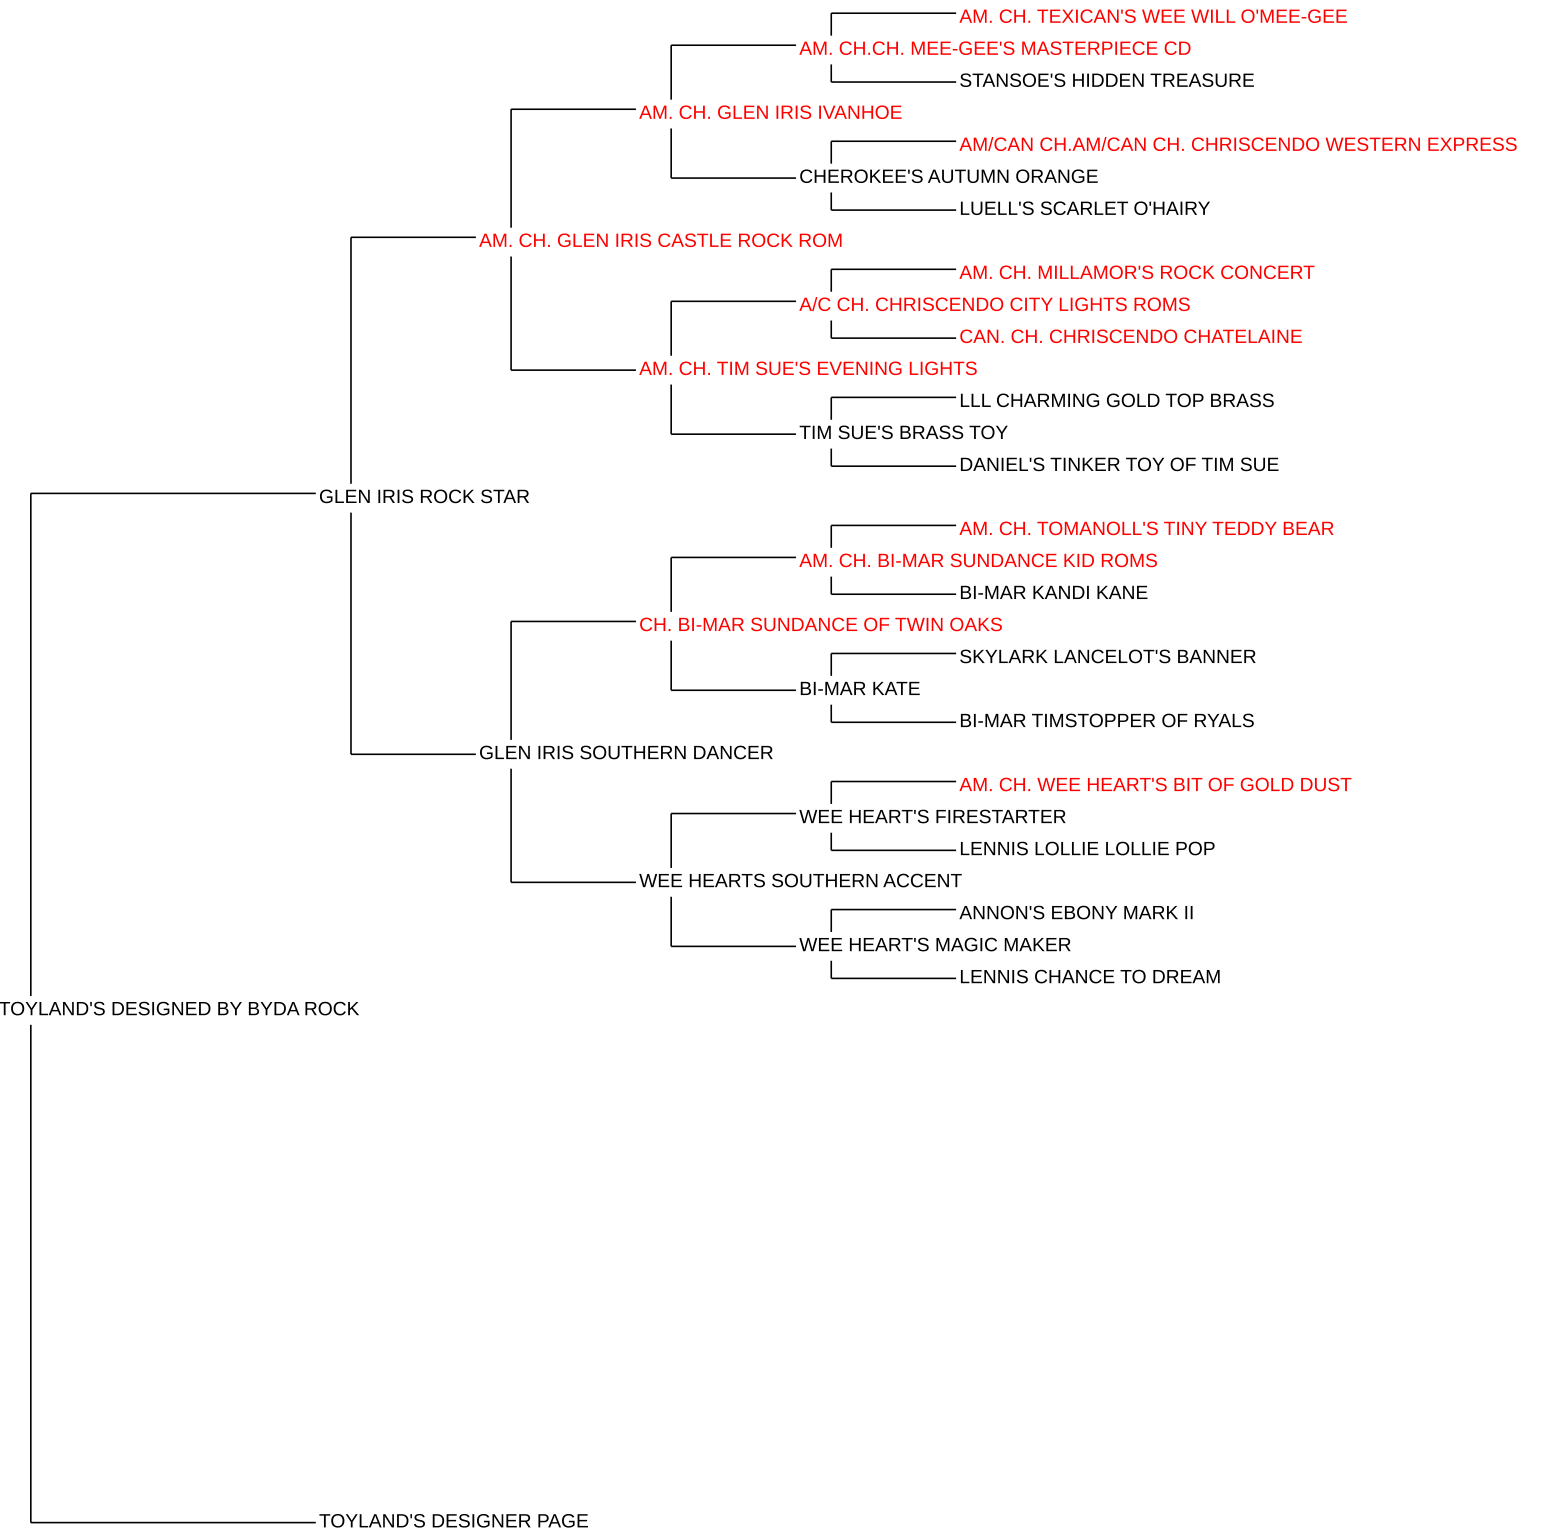 AM. CH. TEXICAN'S WEE WILL O'MEE-GEE
AM. CH.CH. MEE-GEE'S MASTERPIECE CD
STANSOE'S HIDDEN TREASURE
AM. CH. GLEN IRIS IVANHOE
AM/CAN CH.AM/CAN CH. CHRISCENDO WESTERN EXPRESS
CHEROKEE'S AUTUMN ORANGE
LUELL'S SCARLET O'HAIRY
AM. CH. GLEN IRIS CASTLE ROCK ROM
AM. CH. MILLAMOR'S ROCK CONCERT
A/C CH. CHRISCENDO CITY LIGHTS ROMS
CAN. CH. CHRISCENDO CHATELAINE
AM. CH. TIM SUE'S EVENING LIGHTS
LLL CHARMING GOLD TOP BRASS
TIM SUE'S BRASS TOY
DANIEL'S TINKER TOY OF TIM SUE
GLEN IRIS ROCK STAR
AM. CH. TOMANOLL'S TINY TEDDY BEAR
AM. CH. BI-MAR SUNDANCE KID ROMS
BI-MAR KANDI KANE
CH. BI-MAR SUNDANCE OF TWIN OAKS
SKYLARK LANCELOT'S BANNER
BI-MAR KATE
BI-MAR TIMSTOPPER OF RYALS
GLEN IRIS SOUTHERN DANCER
AM. CH. WEE HEART'S BIT OF GOLD DUST
WEE HEART'S FIRESTARTER
LENNIS LOLLIE LOLLIE POP
WEE HEARTS SOUTHERN ACCENT
ANNON'S EBONY MARK II
WEE HEART'S MAGIC MAKER
LENNIS CHANCE TO DREAM
TOYLAND'S DESIGNED BY BYDA ROCK
TOYLAND'S DESIGNER PAGE